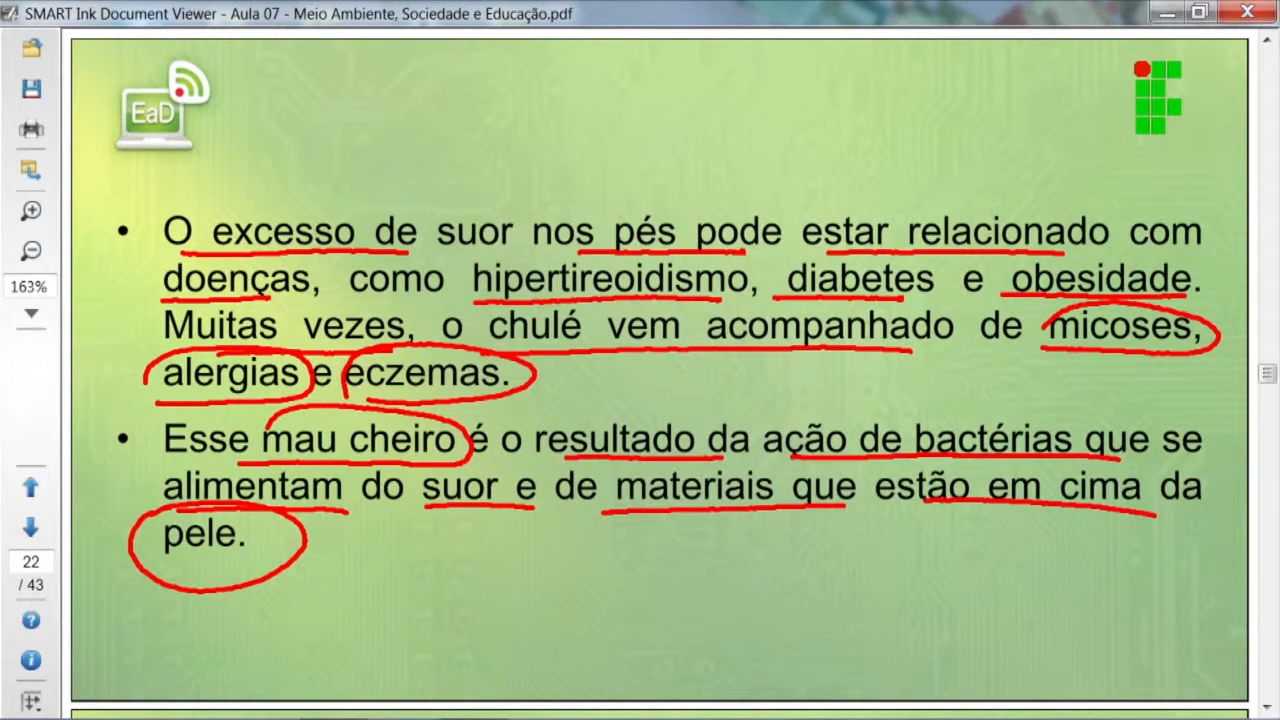 SMART Ink Document Viewer - Aula 07 - Meio Ambiente, Sociedade e Educação.pdf
EaD
• O excesso de suor nos pés pode estar relacionado com
doenças, como hipertireoidismo, diabetes e obesidade.
Muitas vezes, o chulé vem acompanhado de micoses,
alergias e eczemas.
• Esse mau cheiro é o resultado da ação de bactérias que se
alimentam do suor e de materiais que estão em cima da
pele.
163%
22
/ 43